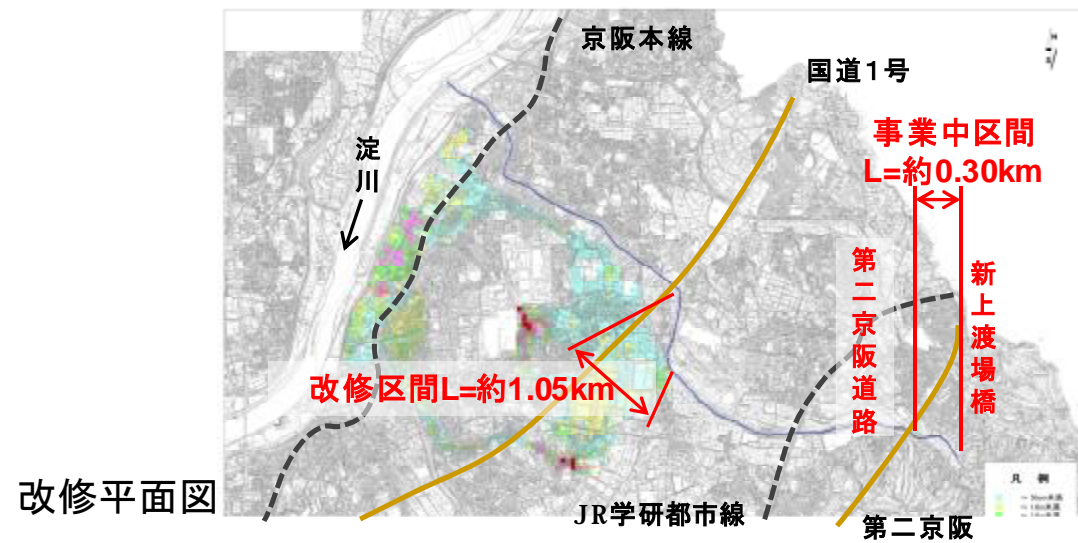 京阪本線
国道1号
事業中区間
L=約0.30km
淀川
第二京阪道路
新上渡場橋
改修区間L=約1.05km
改修平面図
JR学研都市線
第二京阪
凡例